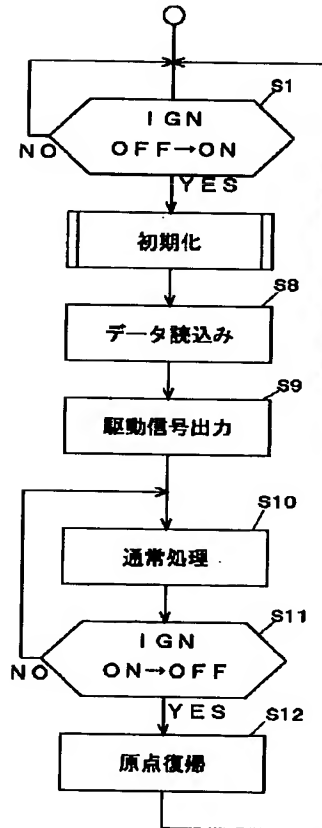 S1
IGN
OFF→ON
NO
YES
初期化
S8
データ読込み
S9
駆動信号出力
S10
通常処理
S11
IGN
ON→OFF
NO
YES
S12
原点復帰